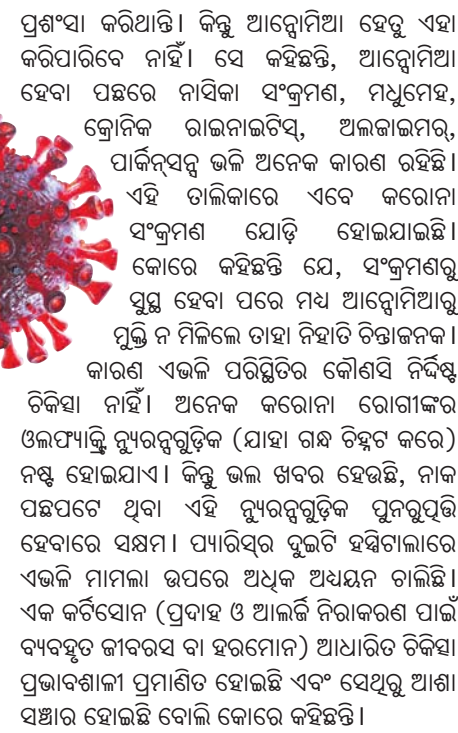 ପ୍ରଶଂସା କରିଥାନ୍ତି। କିନ୍ତୁ ଆନ୍ସୋମିଆ ହେତୁ ଏହା
କରିପାରିବେ ନାହିଁ। ସେ କହିଛନ୍ତି, ଆନ୍ସୋମିଆ
ହେବା ପଛରେ ନାସିକା ସଂକ୍ରମଣ, ମଧୁମେହ,
କ୍ରୋନିକ ରାଇନାଇଟିସ୍, ଅଲଜାଇମର୍,
ପାର୍କିନ୍‌ସନ୍ସ ଭଳି ଅନେକ କାରଣ ରହିଛି।
ଏହି ତାଲିକାରେ ଏବେ କରୋନା
ସଂକ୍ରମଣ ଯୋଡ଼ି ହୋଇଯାଇଛି।
କୋରେ କହିଛନ୍ତି ଯେ, ସଂକ୍ରମଣରୁ
ସୁସ୍ଥ ହେବା ପରେ ମଧ୍ୟ ଆନ୍ସୋମିଆରୁ
ମୁକ୍ତି ନ ମିଳିଲେ ତାହା ନିହାତି ଚିନ୍ତାଜନକ।
କାରଣ ଏଭଳି ପରିସ୍ଥିତିର କୌଣସି ନିର୍ଦ୍ଦିଷ୍ଟ
ଚିକିତ୍ସା ନାହିଁ। ଅନେକ କରୋନା ରୋଗୀଙ୍କର
ଓଲଫ୍ୟାକ୍ଟ୍ରି ନ୍ୟୁରନ୍ସଗୁଡ଼ିକ (ଯାହା ଗନ୍ଧ ଚିହ୍ନଟ କରେ)
ନଷ୍ଟ ହୋଇଯାଏ। କିନ୍ତୁ ଭଲ ଖବର ହେଉଛି, ନାକ
ପଛପଟେ ଥିବା ଏହି ନ୍ୟୁରନ୍ସଗୁଡ଼ିକ ପୁନରୁତ୍ପତ୍ତି
ହେବାରେ ସକ୍ଷମ। ପ୍ୟାରିସ୍‌ର ଦୁଇଟି ହସ୍ପିଟାଲରେ
ଏଭଳି ମାମଲା ଉପରେ ଅଧିକ ଅଧ୍ୟୟନ ଚାଲିଛି।
ଏକ କର୍ଟିସୋନ (ପ୍ରଦାହ ଓ ଆଲର୍ଜି ନିରାକରଣ ପାଇଁ
ବ୍ୟବହୃତ ଜୀବରସ ବା ହରମୋନ) ଆଧାରିତ ଚିକିତ୍ସା
ପ୍ରଭାବଶାଳୀ ପ୍ରମାଣିତ ହୋଇଛି ଏବଂ ସେଥିରୁ ଆଶା
ସଞ୍ଚାର ହୋଇଛି ବୋଲି କୋରେ କହିଛନ୍ତି।